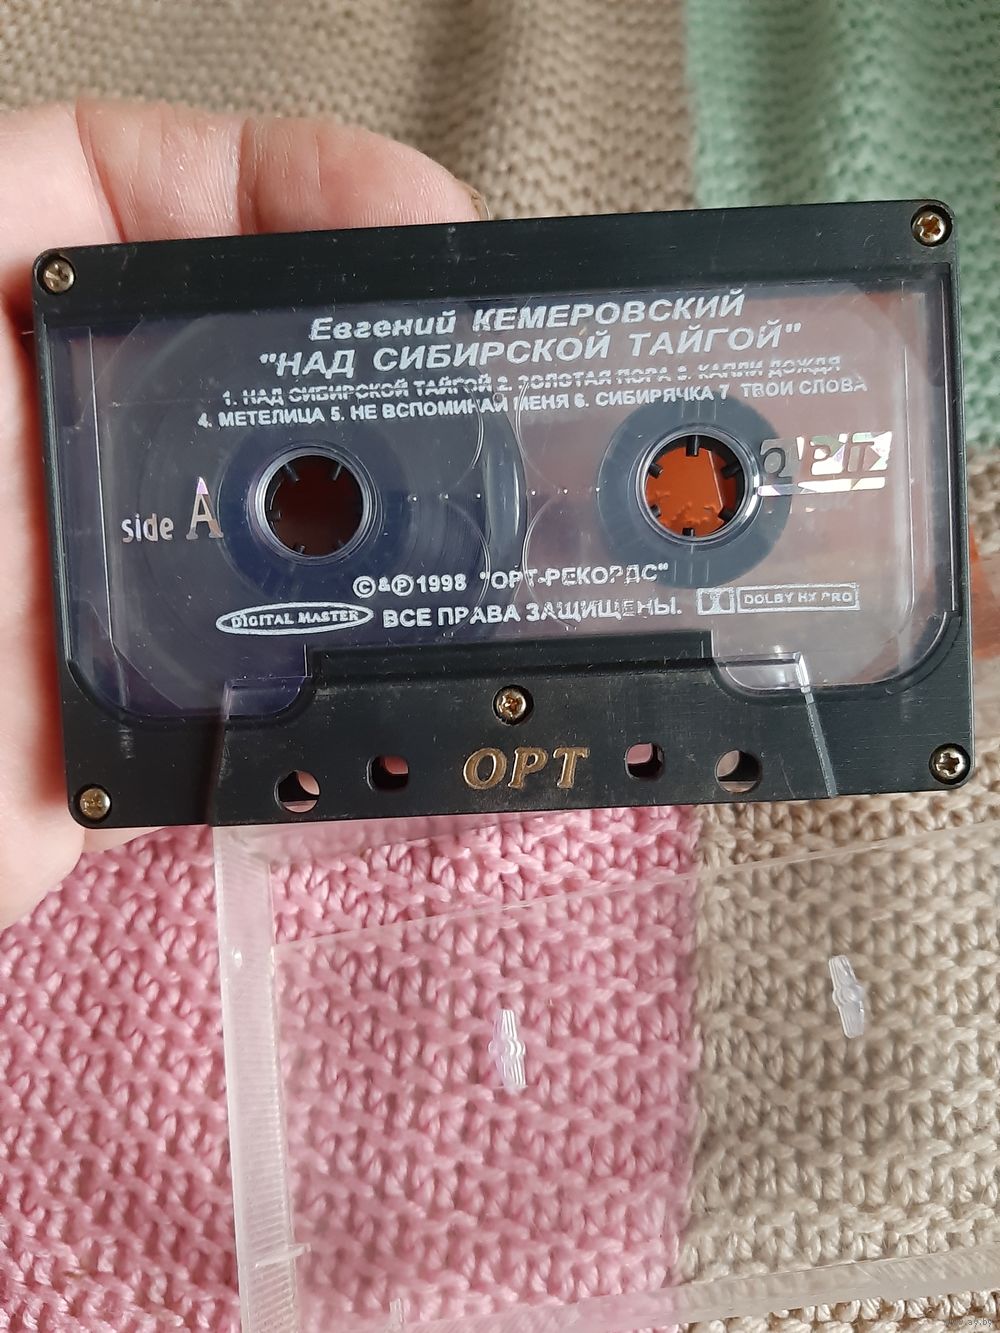 Евгений КЕМЕРОВСКИЙ
"НАД СИБИРСКОЙ ТАЙГОЙ"
1. НАД СИБИРСКОЙ ТАЙГОЙ 2. ЗОЛОТАЯ ПОРА 3. КАПЛИ ДОЖДЯ
4. МЕТЕЛИЦА 5. НЕ ВСПОМИНАЙ МЕНЯ 6. СИБИРЯЧКА 7 ТВОИ СЛОВА
ОРТ
side A
©&℗1998 "ОРТ-РЕКОРДС"
DIGITAL MASTER ВСЕ ПРАВА ЗАЩИЩЕНЫ. DOLBY HX PRO
ОРТ